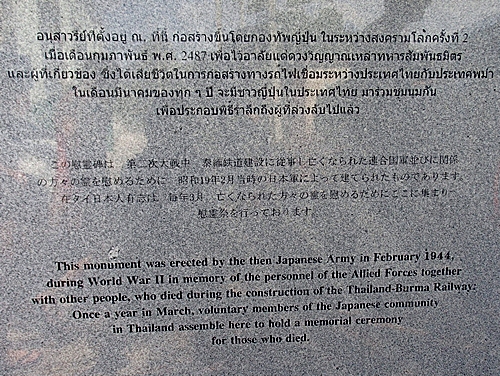 อนุสาวรีย์ที่ตั้งอยู่ ณ. ที่นี้ ก่อสร้างขึ้นโดยกองทัพญี่ปุ่น ในระหว่างสงครามโลกครั้งที่ 2
เมื่อเดือนกุมภาพันธ์ พ.ศ. 2487 เพื่อไว้อาลัยแด่ดวงวิญญาณเหล่าทหารสัมพันธมิตร
และผู้ที่เกี่ยวข้อง ซึ่งได้เสียชีวิตในการก่อสร้างทางรถไฟเชื่อมระหว่างประเทศไทยกับประเทศพม่า
ในเดือนมีนาคมของทุก ๆ ปี จะมีชาวญี่ปุ่นในประเทศไทย มาร่วมชุมนุมกัน
เพื่อประกอบพิธีรำลึกถึงผู้ที่ล่วงลับไปแล้ว
この慰霊碑は 第二次大戦中 泰緬鉄道建設に従事し亡くなられた連合国軍並びに関係
の方々の霊を慰めるために 昭和19年2月当時の日本軍によって建てられたものであります。
在タイ日本人有志は、毎年3月、亡くなられた方々の霊を慰めるためにここに集まり
慰霊祭を行っております。
This monument was erected by the then Japanese Army in February 1944,
during World War II in memory of the personnel of the Allied Forces together
with other people, who died during the construction of the Thailand-Burma Railway.
Once a year in March, voluntary members of the Japanese community
in Thailand assemble here to hold a memorial ceremony
for those who died.